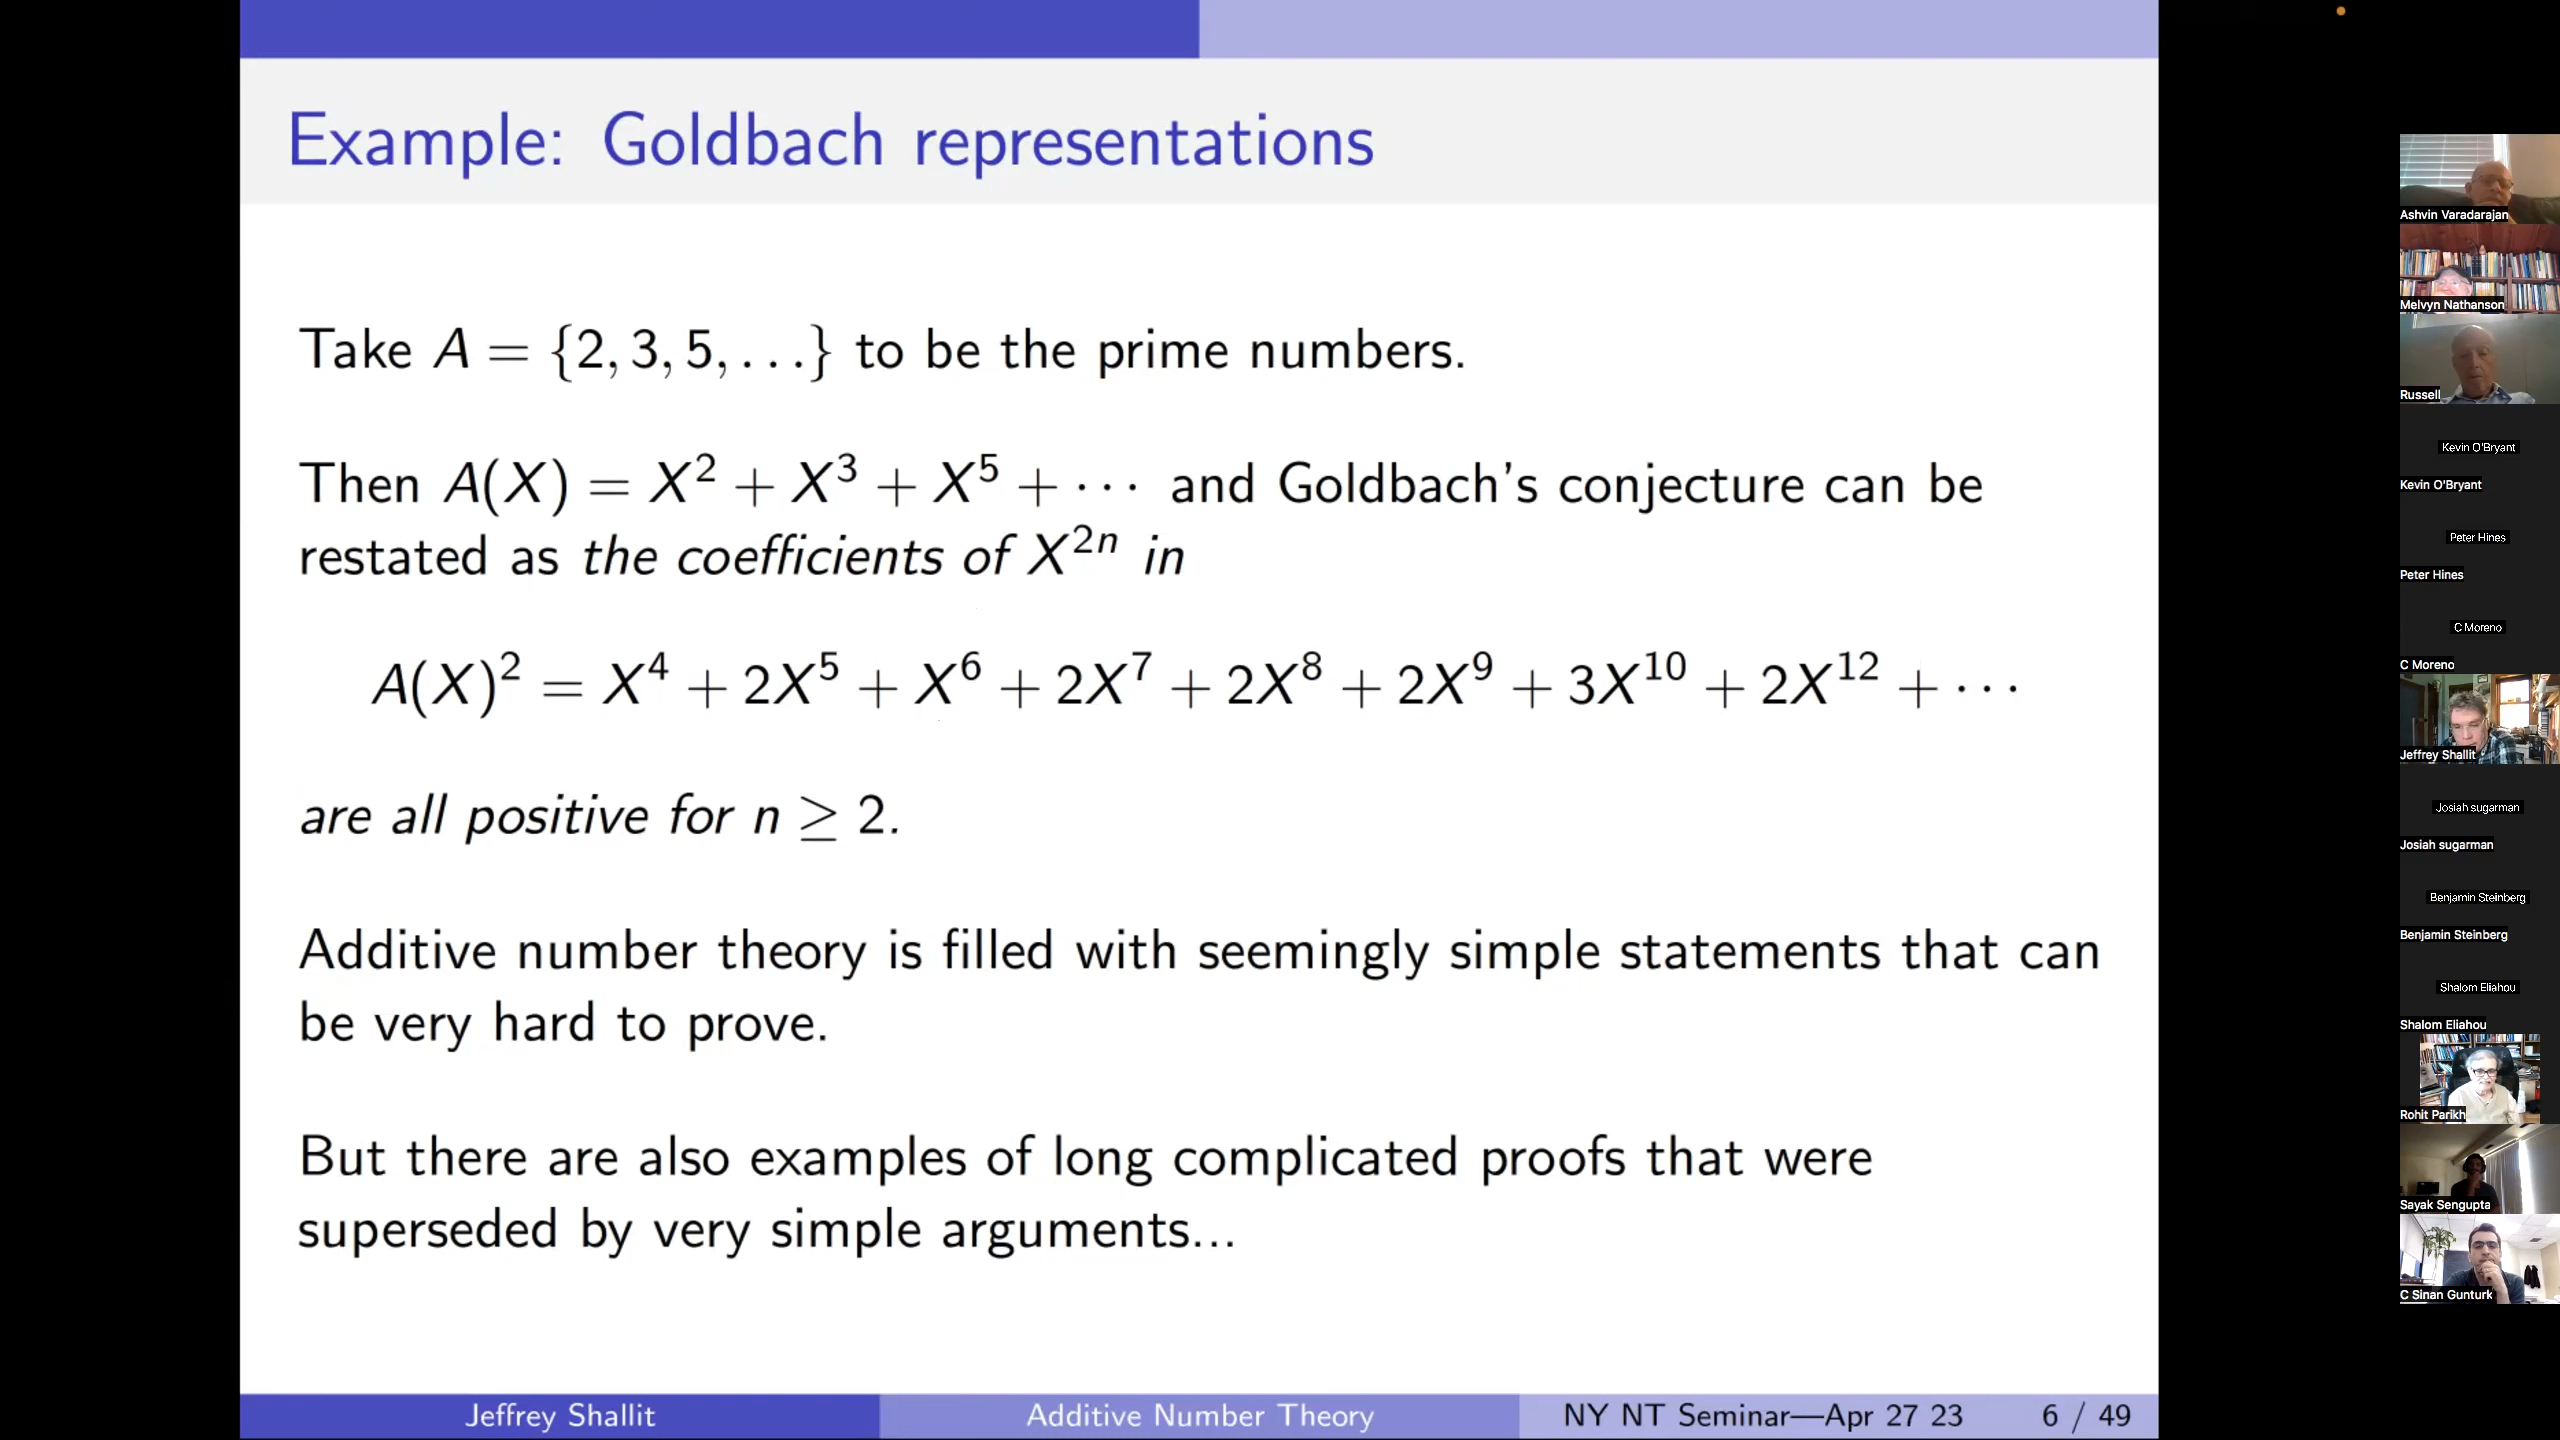 Example: Goldbach representations
Take A = {2, 3, 5, . . .} to be the prime numbers.
Then A(X) = X² + X³ + X⁵ + ··· and Goldbach's conjecture can be
restated as the coefficients of X²ⁿ in
A(X)² = X⁴ + 2X⁵ + X⁶ + 2X⁷ + 2X⁸ + 2X⁹ + 3X¹⁰ + 2X¹² + ···
are all positive for n ≥ 2.
Additive number theory is filled with seemingly simple statements that can
be very hard to prove.
But there are also examples of long complicated proofs that were
superseded by very simple arguments...
Jeffrey Shallit
Additive Number Theory
NY NT Seminar—Apr 27 23
6 / 49
Ashvin Varadarajan
Melvyn Nathanson
Russell
Kevin O'Bryant
Kevin O'Bryant
Peter Hines
Peter Hines
C Moreno
C Moreno
Jeffrey Shallit
Josiah sugarman
Josiah sugarman
Benjamin Steinberg
Benjamin Steinberg
Shalom Eliahou
Shalom Eliahou
Rohit Parikh
Sayak Sengupta
C Sinan Gunturk